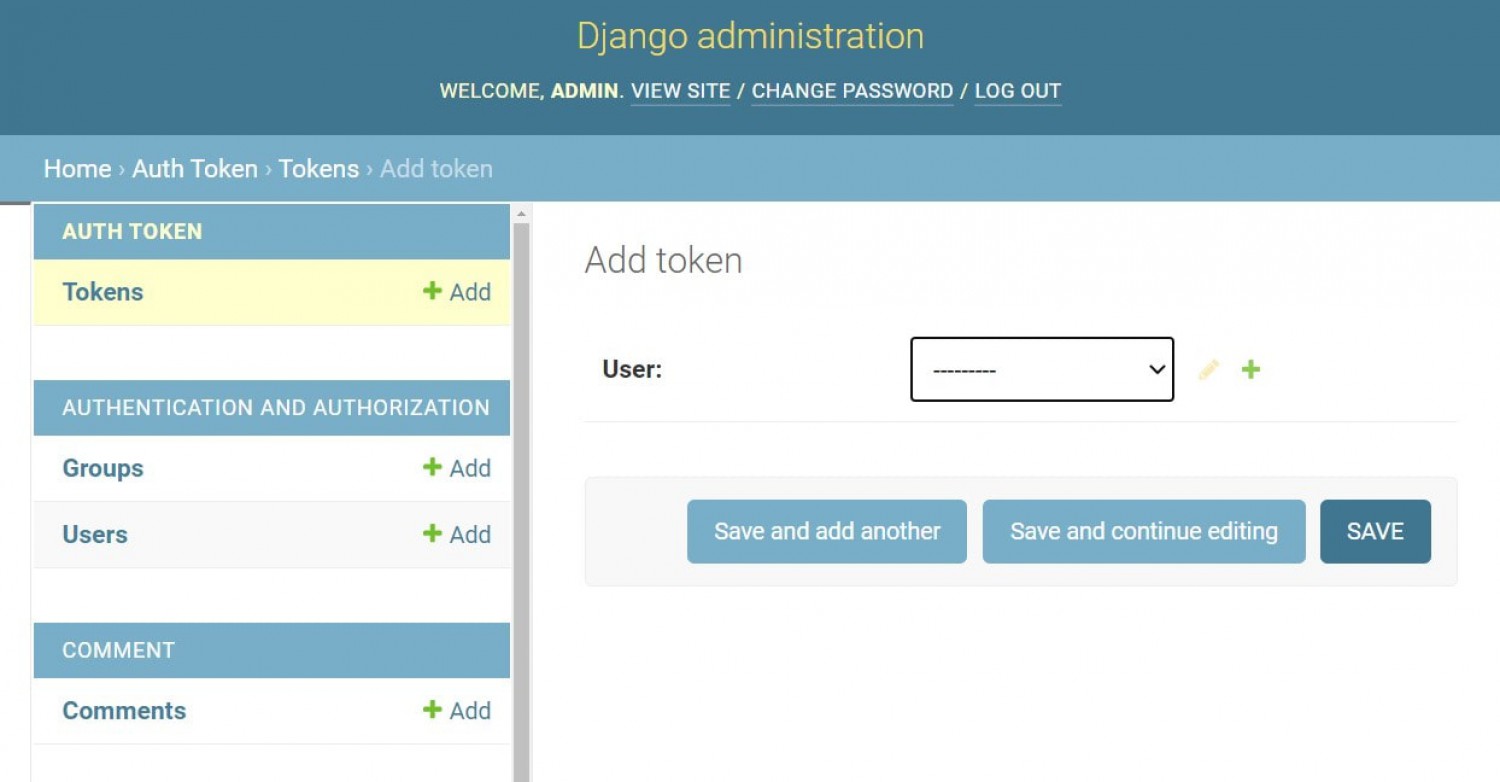 Django administration
WELCOME, ADMIN. VIEW SITE / CHANGE PASSWORD / LOG OUT
Home › Auth Token › Tokens › Add token
AUTH TOKEN
Tokens + Add
AUTHENTICATION AND AUTHORIZATION
Groups + Add
Users + Add
COMMENT
Comments + Add
Add token
User: ---------
Save and add another Save and continue editing SAVE